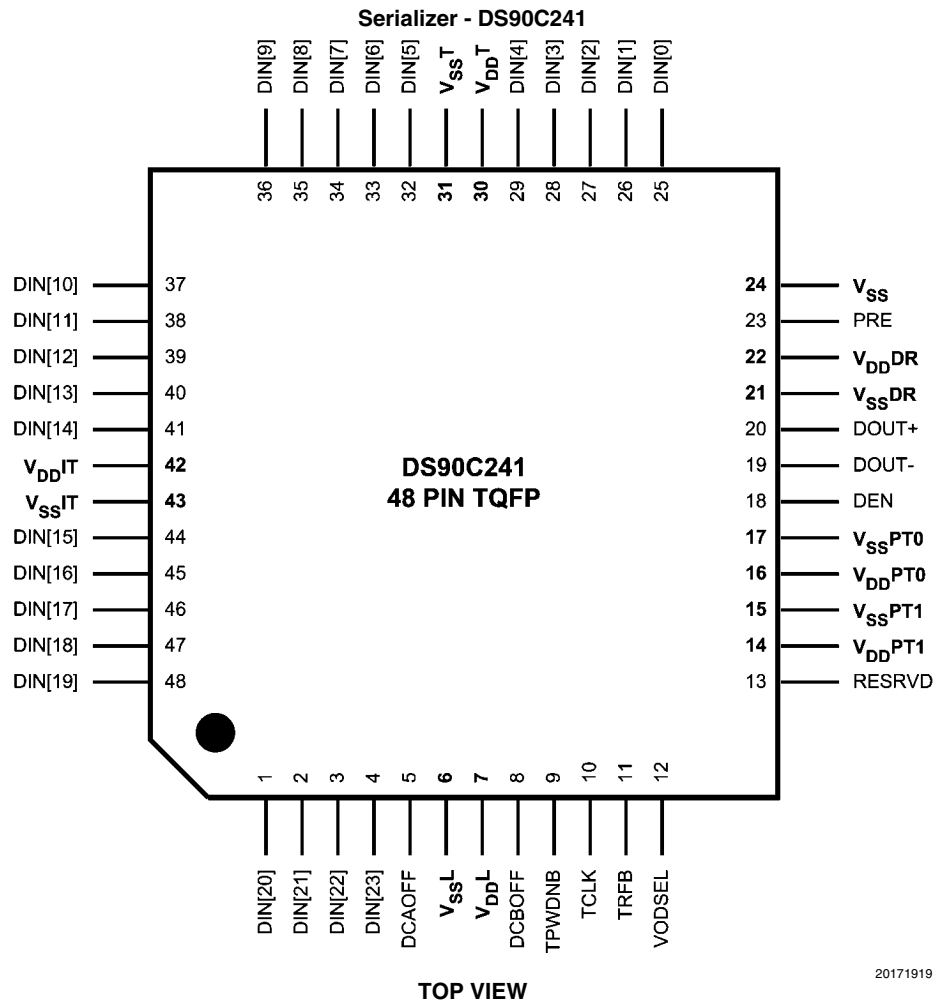 Serializer - DS90C241
DIN[9] DIN[8] DIN[7] DIN[6] DIN[5] VSST VDDT DIN[4] DIN[3] DIN[2] DIN[1] DIN[0]
36 35 34 33 32 31 30 29 28 27 26 25
DIN[10] 37 24 VSS
DIN[11] 38 23 PRE
DIN[12] 39 22 VDDDR
DIN[13] 40 21 VSSDR
DIN[14] 41 20 DOUT+
VDDIT 42 19 DOUT-
VSSIT 43 18 DEN
DIN[15] 44 17 VSSPT0
DIN[16] 45 16 VDDPT0
DIN[17] 46 15 VSSPT1
DIN[18] 47 14 VDDPT1
DIN[19] 48 13 RESRVD
DS90C241
48 PIN TQFP
1 2 3 4 5 6 7 8 9 10 11 12
DIN[20] DIN[21] DIN[22] DIN[23] DCAOFF VSSL VDDL DCBOFF TPWDNB TCLK TRFB VODSEL
20171919
TOP VIEW